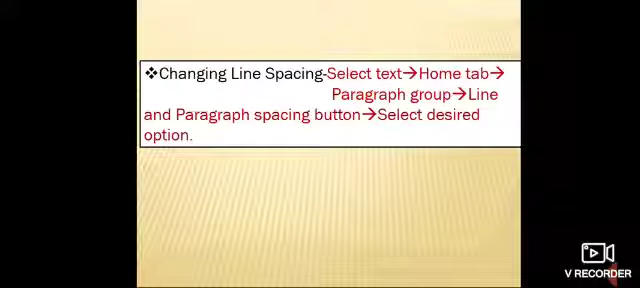 ❖Changing Line Spacing-Select text→Home tab→
Paragraph group→Line
and Paragraph spacing button→Select desired
option.
V RECORDER